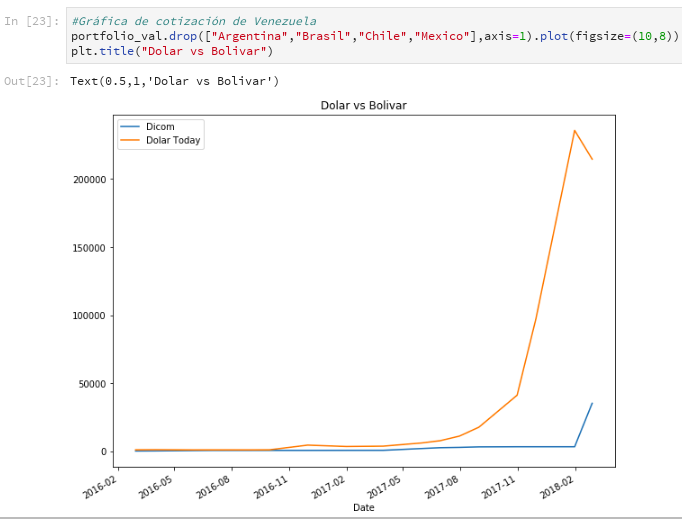 In [23]: #Gráfica de cotización de Venezuela
portfolio_val.drop(["Argentina","Brasil","Chile","Mexico"],axis=1).plot(figsize=(10,8))
plt.title("Dolar vs Bolivar")
Out[23]: Text(0.5,1,'Dolar vs Bolivar')
Dolar vs Bolivar
Dicom
Dolar Today
200000
150000
100000
50000
0
2016-02 2016-05 2016-08 2016-11 2017-02 2017-05 2017-08 2017-11 2018-02
Date